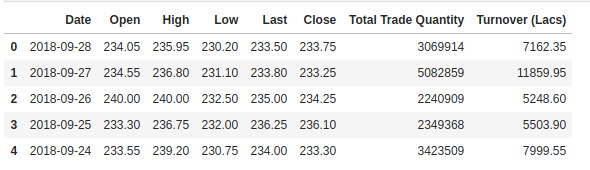 Date Open High Low Last Close Total Trade Quantity Turnover (Lacs)
0 2018-09-28 234.05 235.95 230.20 233.50 233.75 3069914 7162.35
1 2018-09-27 234.55 236.80 231.10 233.80 233.25 5082859 11859.95
2 2018-09-26 240.00 240.00 232.50 235.00 234.25 2240909 5248.60
3 2018-09-25 233.30 236.75 232.00 236.25 236.10 2349368 5503.90
4 2018-09-24 233.55 239.20 230.75 234.00 233.30 3423509 7999.55